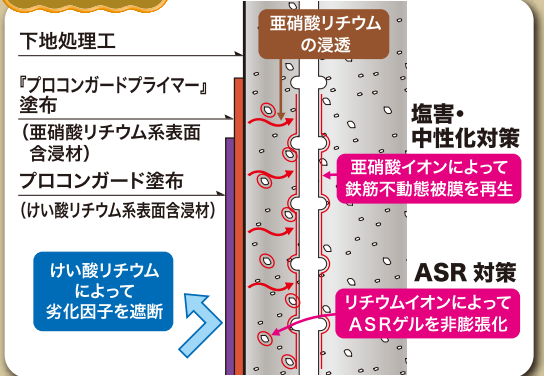 下地処理工
『プロコンガードプライマー』
塗布
(亜硝酸リチウム系表面
含浸材)
プロコンガード塗布
(けい酸リチウム系表面含浸材)
けい酸リチウム
によって
劣化因子を遮断
亜硝酸リチウム
の浸透
塩害・
中性化対策
亜硝酸イオンによって
鉄筋不動態被膜を再生
ASR 対策
リチウムイオンによって
ASRゲルを非膨張化